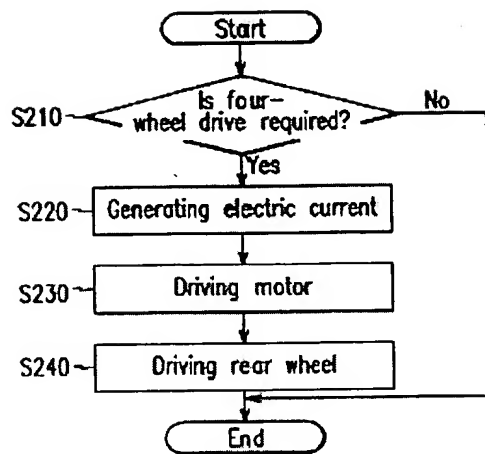 Start
S210
Is four-
wheel drive required?
No
Yes
S220
Generating electric current
S230
Driving motor
S240
Driving rear wheel
End